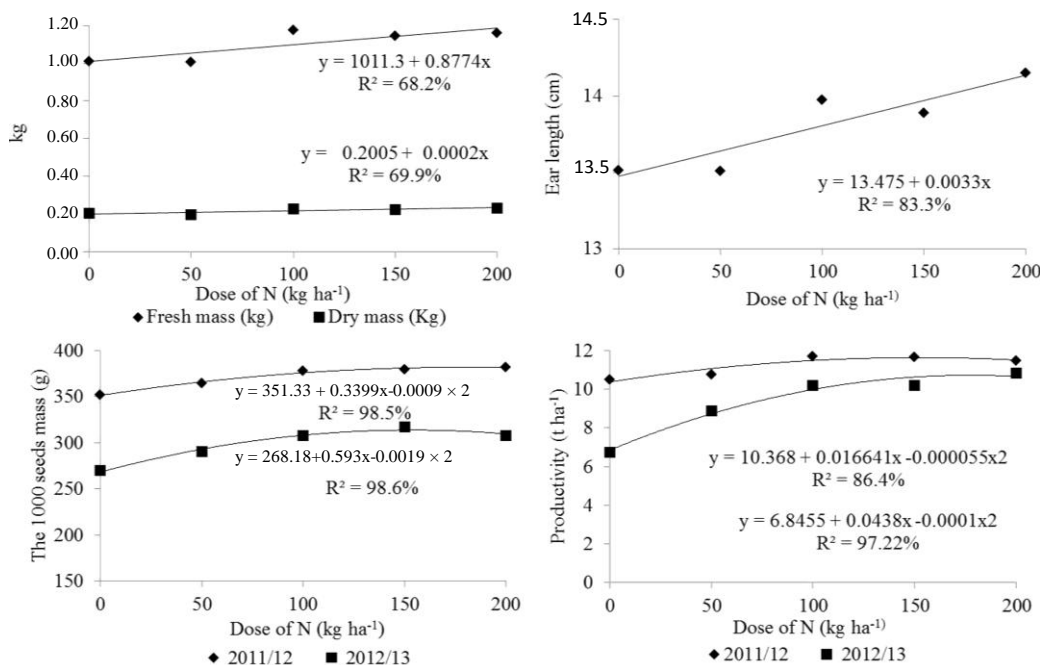 1.20
1.00
0.80
0.60
0.40
0.20
0.00
kg
y = 1011.3 + 0.8774x
R² = 68.2%
y = 0.2005 + 0.0002x
R² = 69.9%
0 50 100 150 200
Dose of N (kg ha⁻¹)
Fresh mass (kg) Dry mass (Kg)
14.5
14
13.5
13
Ear length (cm)
y = 13.475 + 0.0033x
R² = 83.3%
0 50 100 150 200
Dose of N (kg ha⁻¹)
400
350
300
250
200
150
The 1000 seeds mass (g)
y = 351.33 + 0.3399x-0.0009 × 2
R² = 98.5%
y = 268.18+0.593x-0.0019 × 2
R² = 98.6%
0 50 100 150 200
Dose of N (kg ha⁻¹)
2011/12 2012/13
12
10
8
6
4
2
0
Productivity (t ha⁻¹)
y = 10.368 + 0.016641x -0.000055x2
R² = 86.4%
y = 6.8455 + 0.0438x -0.0001x2
R² = 97.22%
0 50 100 150 200
Dose of N (kg ha⁻¹)
2011/12 2012/13